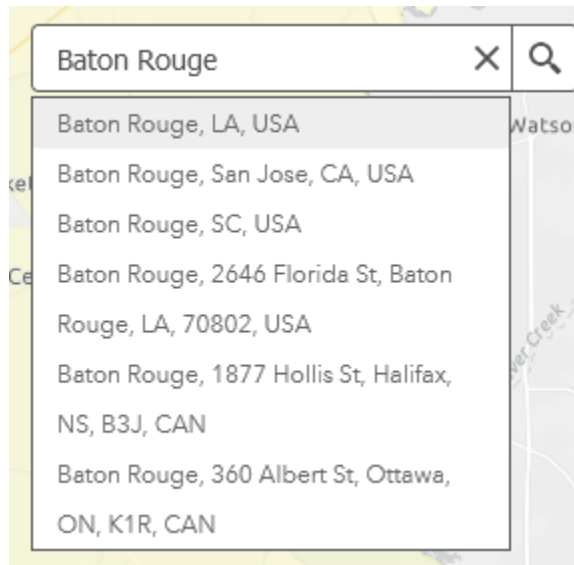 Baton Rouge
Baton Rouge, LA, USA
Baton Rouge, San Jose, CA, USA
Baton Rouge, SC, USA
Baton Rouge, 2646 Florida St, Baton
Rouge, LA, 70802, USA
Baton Rouge, 1877 Hollis St, Halifax,
NS, B3J, CAN
Baton Rouge, 360 Albert St, Ottawa,
ON, K1R, CAN
Creek